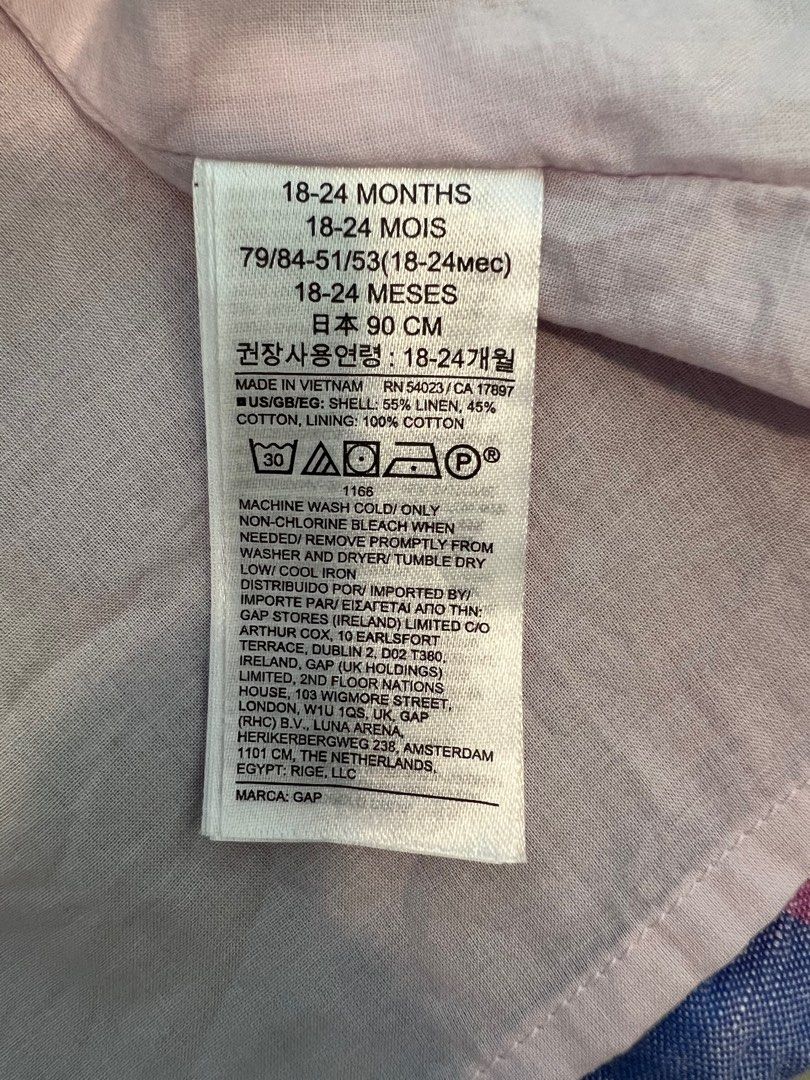 18-24 MONTHS
18-24 MOIS
79/84-51/53(18-24мес)
18-24 MESES
日本 90 CM
권장사용연령 : 18-24개월
MADE IN VIETNAM RN 54023 / CA 17897
■US/GB/EG: SHELL: 55% LINEN, 45%
COTTON, LINING: 100% COTTON
30 P®
1166
MACHINE WASH COLD/ ONLY
NON-CHLORINE BLEACH WHEN
NEEDED/ REMOVE PROMPTLY FROM
WASHER AND DRYER/ TUMBLE DRY
LOW/ COOL IRON
DISTRIBUIDO POR/ IMPORTED BY/
IMPORTE PAR/ ΕΙΣΑΓΕΤΑΙ ΑΠΟ ΤΗΝ:
GAP STORES (IRELAND) LIMITED C/O
ARTHUR COX, 10 EARLSFORT
TERRACE, DUBLIN 2, D02 T380,
IRELAND, GAP (UK HOLDINGS)
LIMITED, 2ND FLOOR NATIONS
HOUSE, 103 WIGMORE STREET,
LONDON, W1U 1QS, UK, GAP
(RHC) B.V., LUNA ARENA,
HERIKERBERGWEG 238, AMSTERDAM
1101 CM, THE NETHERLANDS,
EGYPT: RIGE, LLC
MARCA: GAP